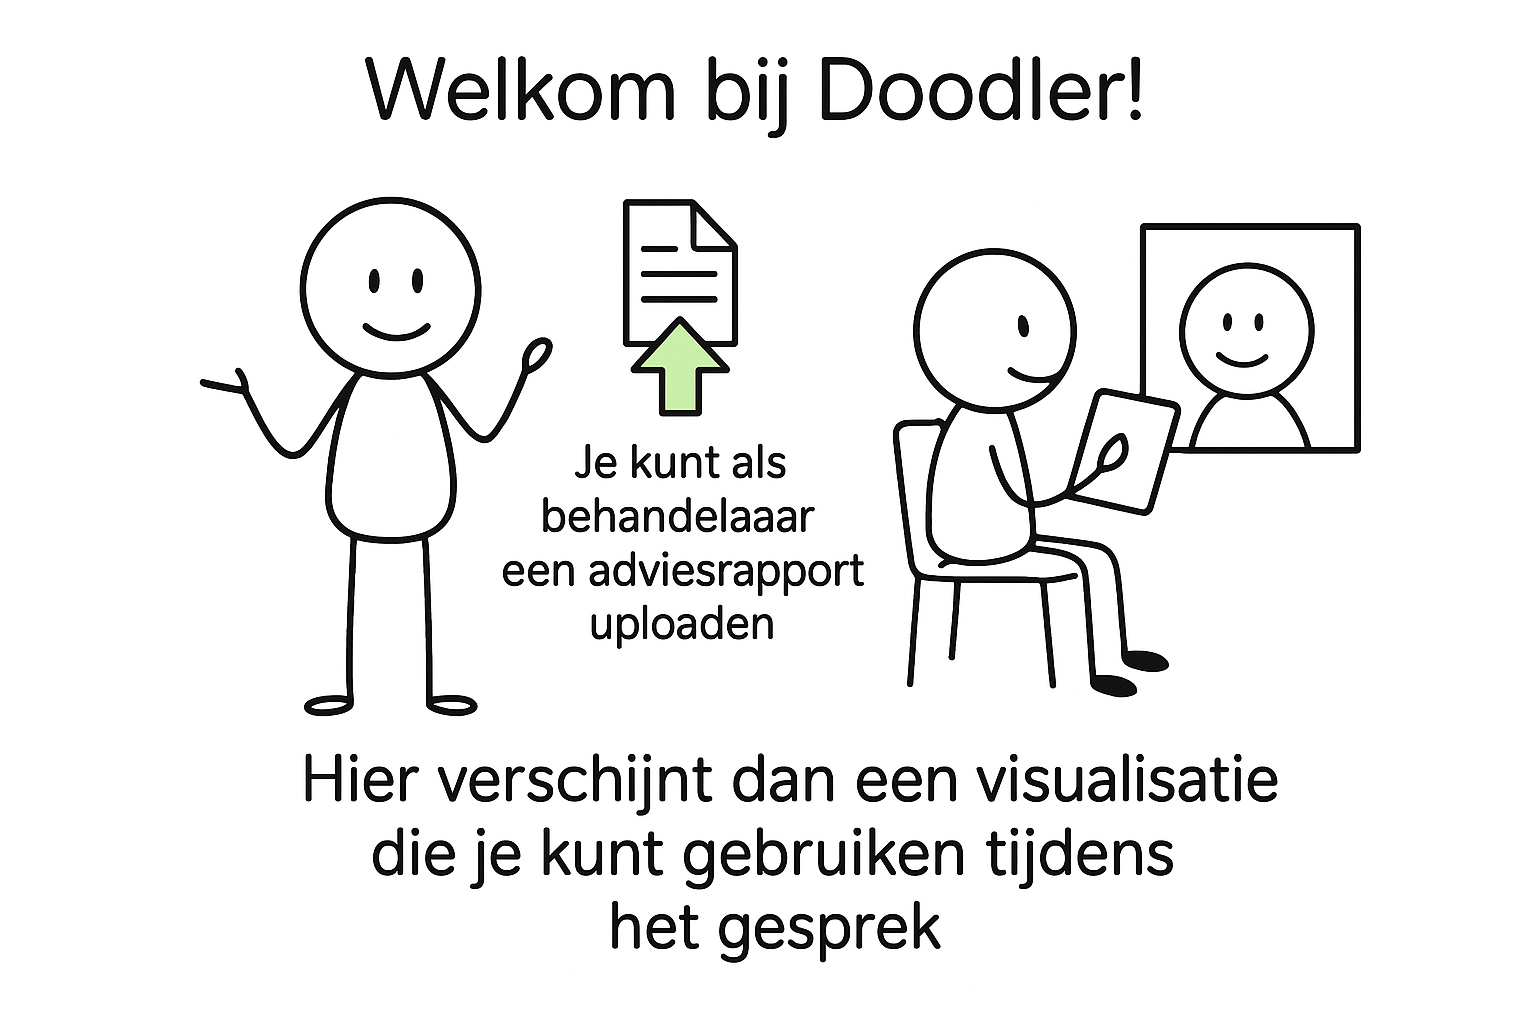 Welkom bij Doodler!
Je kunt als
behandelaaar
een adviesrapport
uploaden
Hier verschijnt dan een visualisatie
die je kunt gebruiken tijdens
het gesprek